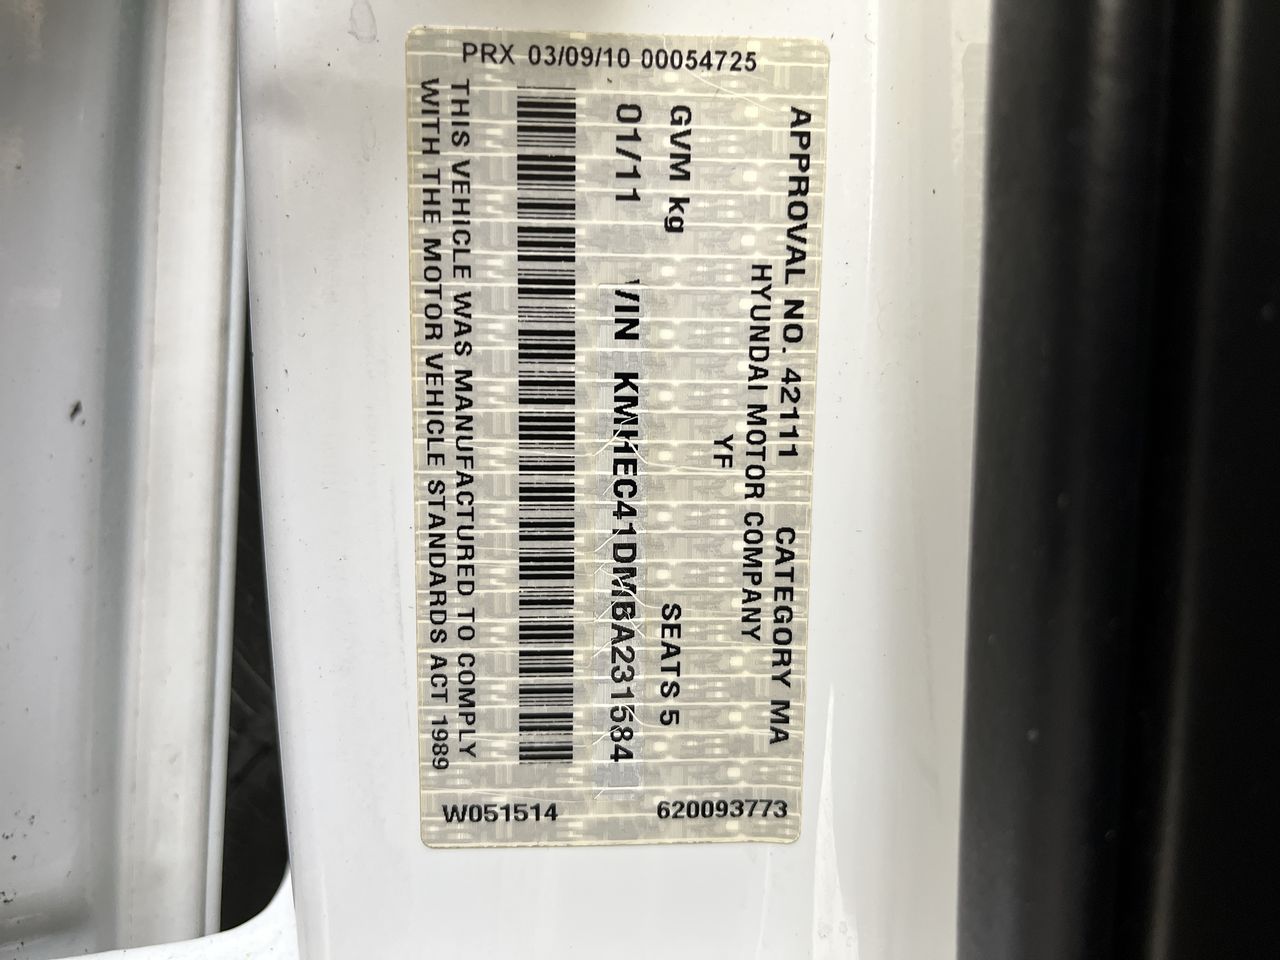 PRX 03/09/10 00054725
APPROVAL NO. 42111 CATEGORY MA
HYUNDAI MOTOR COMPANY
YF
GVM kg SEATS 5
01/11 VIN KMHEC41DMBA231584
THIS VEHICLE WAS MANUFACTURED TO COMPLY
WITH THE MOTOR VEHICLE STANDARDS ACT 1989
W051514 620093773